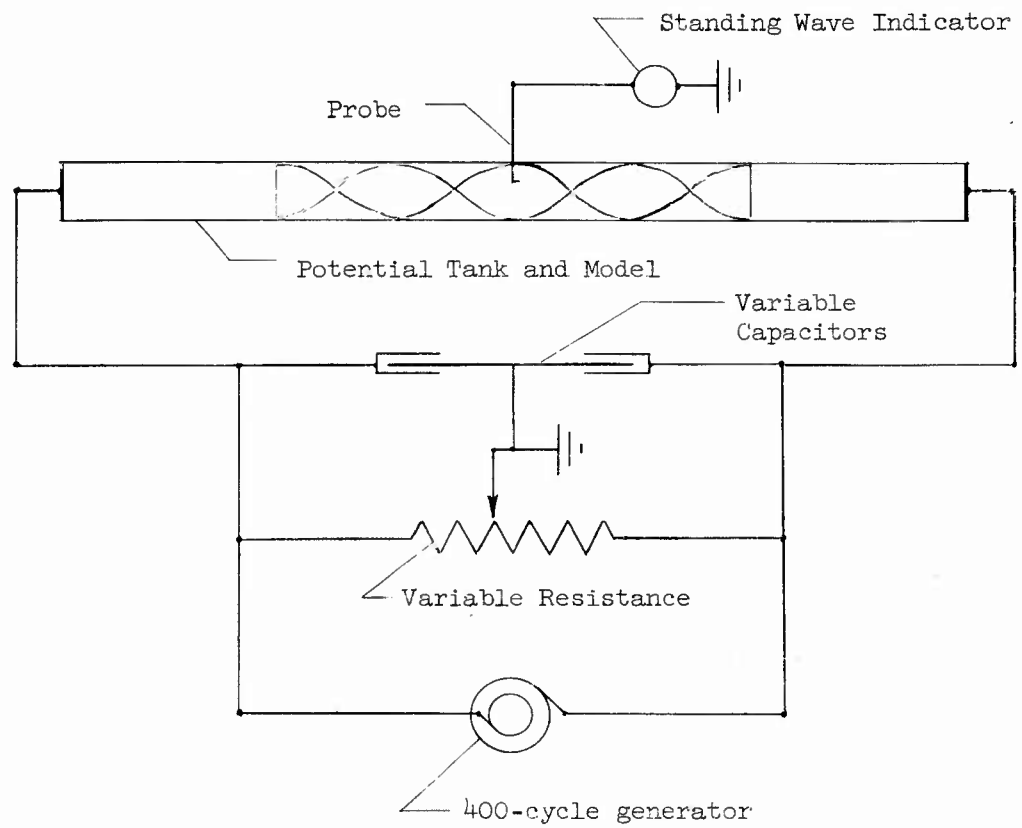 Standing Wave Indicator
Probe
Potential Tank and Model
Variable
Capacitors
Variable Resistance
400-cycle generator